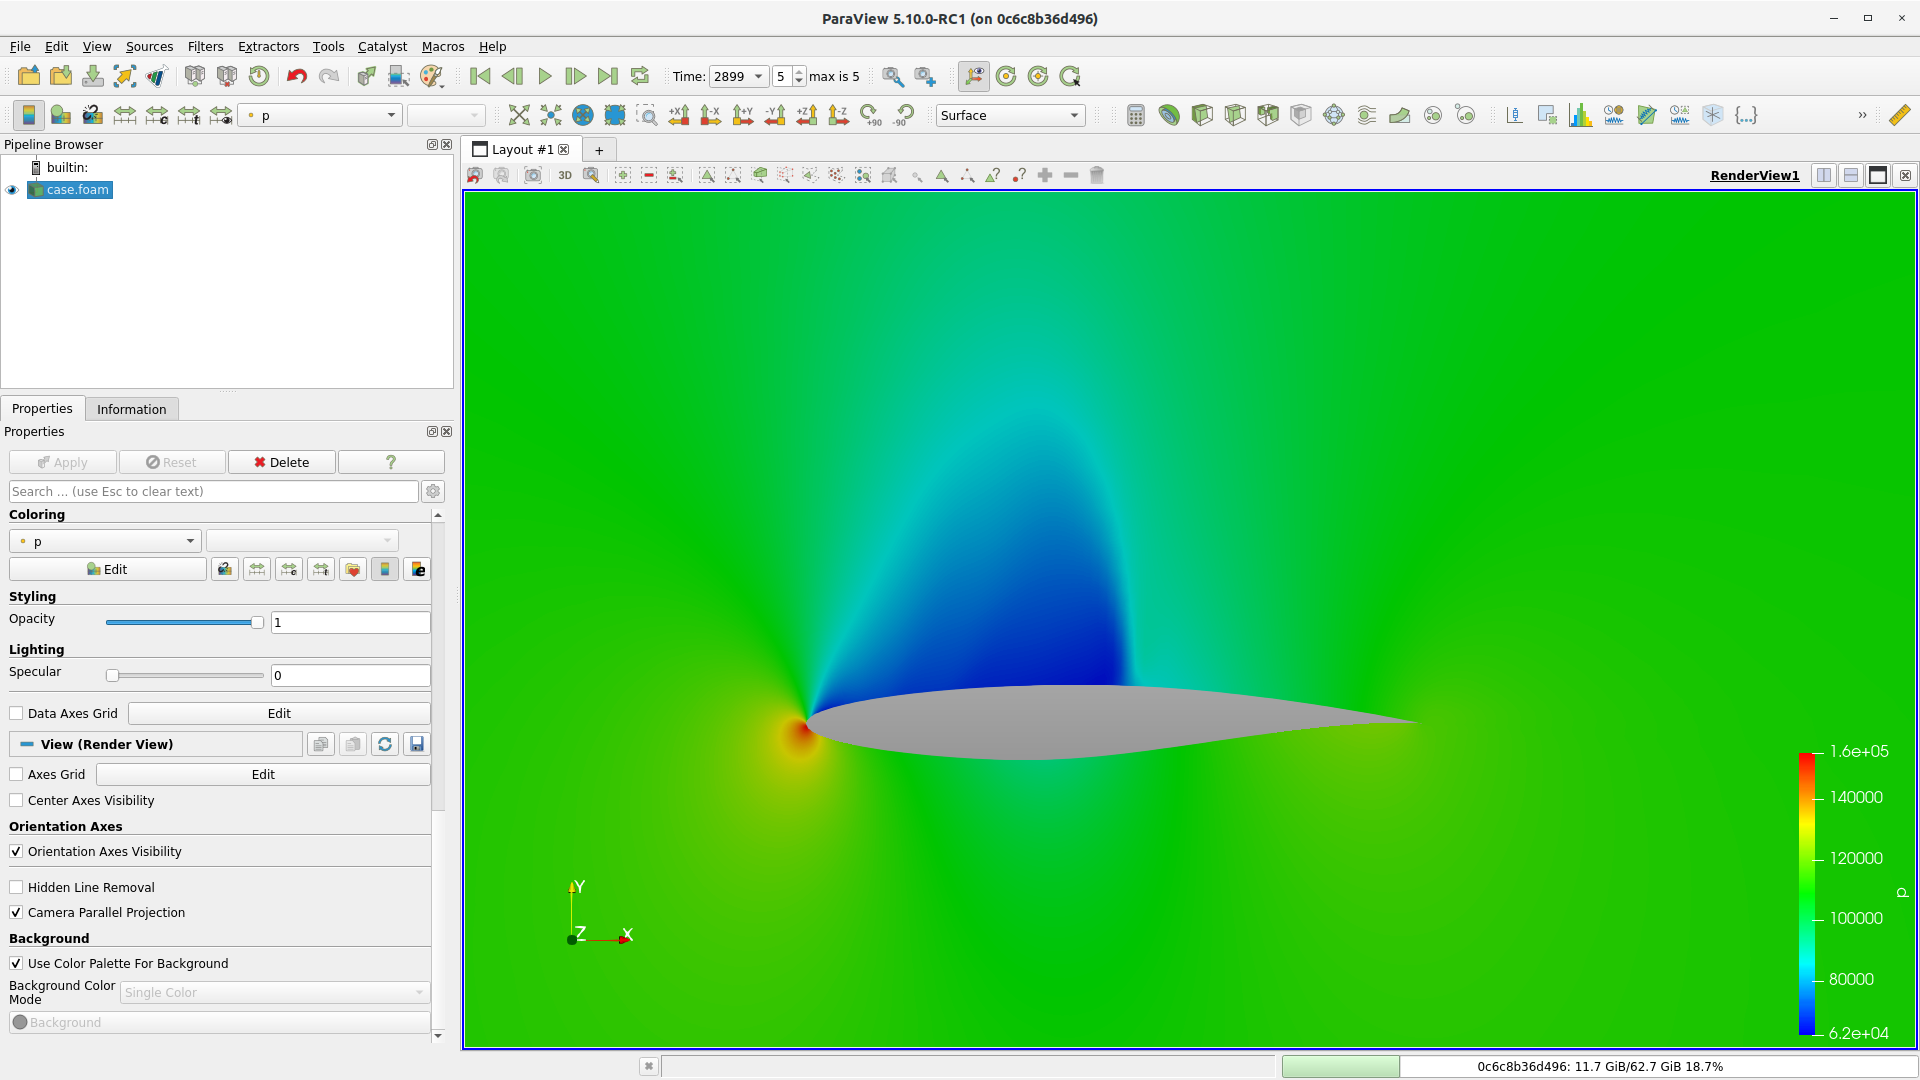 ParaView 5.10.0-RC1 (on 0c6c8b36d496)
File Edit View Sources Filters Extractors Tools Catalyst Macros Help
Time: 2899 5 max is 5
p Surface
+X -X +Y -Y +Z -Z +90 -90
Pipeline Browser
builtin:
case.foam
Layout #1 +
3D
RenderView1
Properties Information
Properties
Apply Reset Delete ?
Search ... (use Esc to clear text)
Coloring
p
Edit
Styling
Opacity 1
Lighting
Specular 0
Data Axes Grid Edit
View (Render View)
Axes Grid Edit
Center Axes Visibility
Orientation Axes
Orientation Axes Visibility
Hidden Line Removal
Camera Parallel Projection
Background
Use Color Palette For Background
Background Color
Mode Single Color
Background
Y
Z X
1.6e+05
140000
120000
p
100000
80000
6.2e+04
0c6c8b36d496: 11.7 GiB/62.7 GiB 18.7%